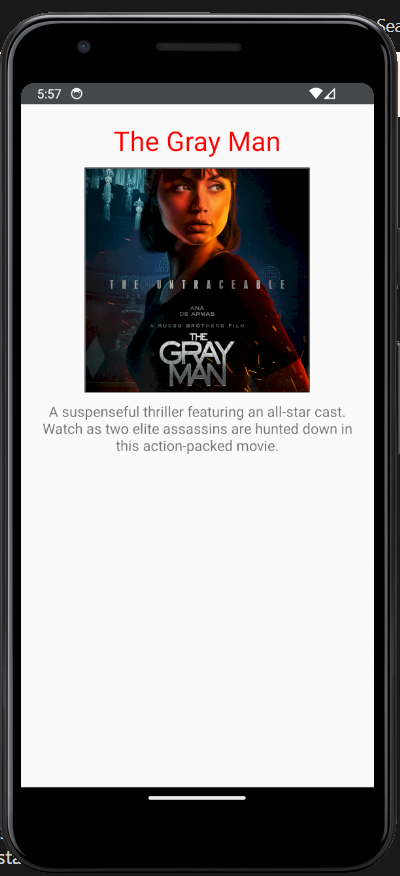 Sea
5:57
The Gray Man
THE UNTRACEABLE
ANA
DE ARMAS
A RUSSO BROTHERS FILM
THE
GRAY
MAN
A suspenseful thriller featuring an all-star cast.
Watch as two elite assassins are hunted down in
this action-packed movie.
sta